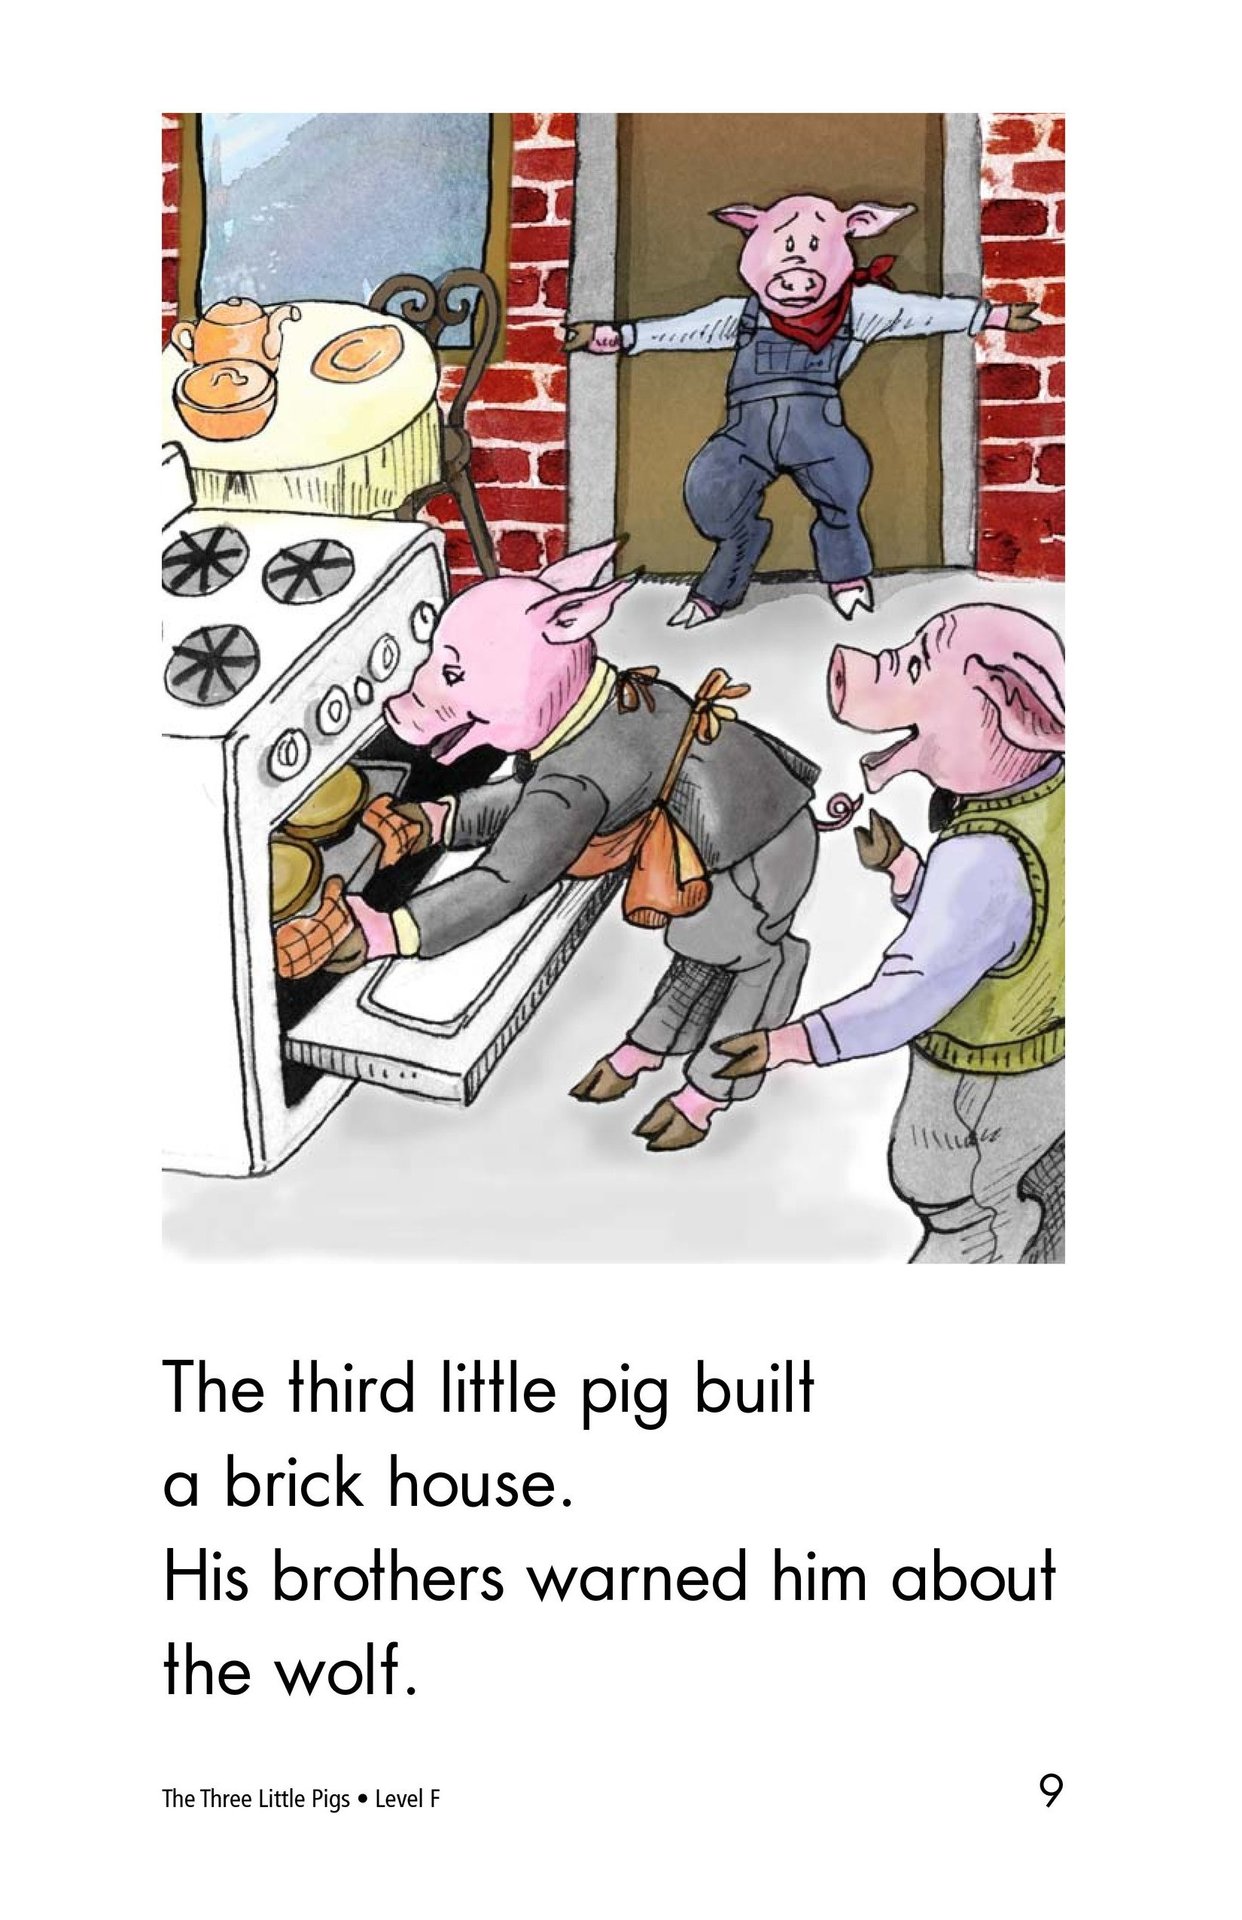 The third little pig built
a brick house.
His brothers warned him about
the wolf.
The Three Little Pigs • Level F
9